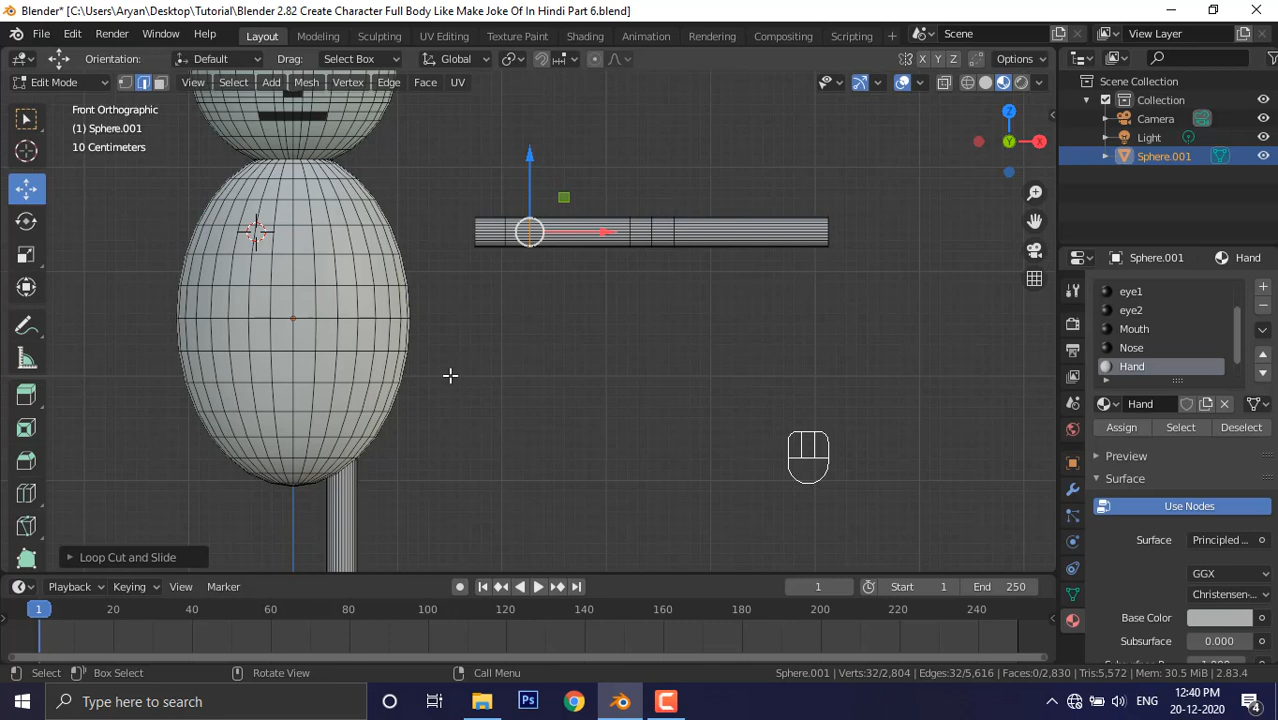 Blender* [C:\Users\Aryan\Desktop\Tutorial\Blender 2.82 Create Character Full Body Like Make Joke Of In Hindi Part 6.blend]
File Edit Render Window Help Layout Modeling Sculpting UV Editing Texture Paint Shading Animation Rendering Compositing Scripting Scene View Layer
Orientation: Default Drag: Select Box Global X Y Z Options
Edit Mode View Select Add Mesh Vertex Edge Face UV
Front Orthographic
(1) Sphere.001
10 Centimeters
Z
X
Y
Scene Collection
Collection
Camera
Light
Sphere.001
Sphere.001 Hand
eye1
eye2
Mouth
Nose
Hand
Hand
Assign Select Deselect
Preview
Surface
Use Nodes
Surface Principled ...
GGX
Christensen-...
Base Color
Subsurface 0.000
Loop Cut and Slide
Playback Keying View Marker 1 Start 1 End 250
1 20 40 60 80 100 120 140 160 180 200 220 240
Select Box Select Rotate View Call Menu Sphere.001 | Verts:32/2,804 | Edges:32/5,616 | Faces:0/2,830 | Tris:5,572 | Mem: 30.5 MiB | 2.83.4
Type here to search
Ps
ENG
12:40 PM
20-12-2020
4